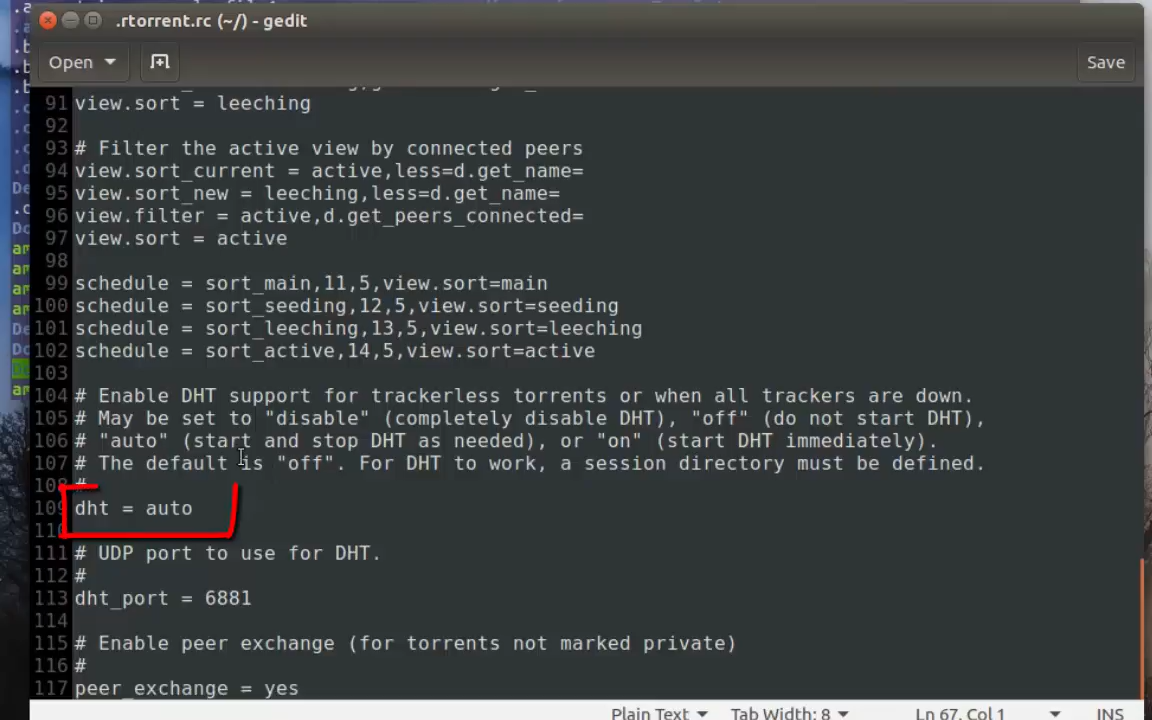 .rtorrent.rc (~/) - gedit
Open
Save
91 view.sort = leeching
92
93 # Filter the active view by connected peers
94 view.sort_current = active,less=d.get_name=
95 view.sort_new = leeching,less=d.get_name=
96 view.filter = active,d.get_peers_connected=
97 view.sort = active
98
99 schedule = sort_main,11,5,view.sort=main
100 schedule = sort_seeding,12,5,view.sort=seeding
101 schedule = sort_leeching,13,5,view.sort=leeching
102 schedule = sort_active,14,5,view.sort=active
103
104 # Enable DHT support for trackerless torrents or when all trackers are down.
105 # May be set to "disable" (completely disable DHT), "off" (do not start DHT),
106 # "auto" (start and stop DHT as needed), or "on" (start DHT immediately).
107 # The default is "off". For DHT to work, a session directory must be defined.
108 #
109 dht = auto
110
111 # UDP port to use for DHT.
112 #
113 dht_port = 6881
114
115 # Enable peer exchange (for torrents not marked private)
116 #
117 peer_exchange = yes
Plain Text Tab Width: 8 Ln 67, Col 1 INS